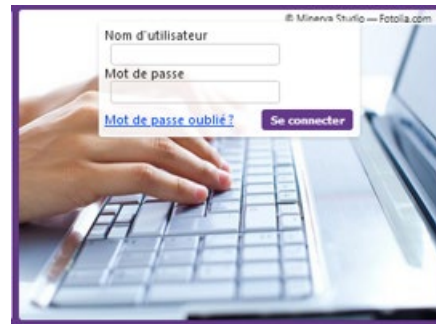 © Minerva Studio — Fotolia.com
Nom d'utilisateur
Mot de passe
Mot de passe oublié ?
Se connecter